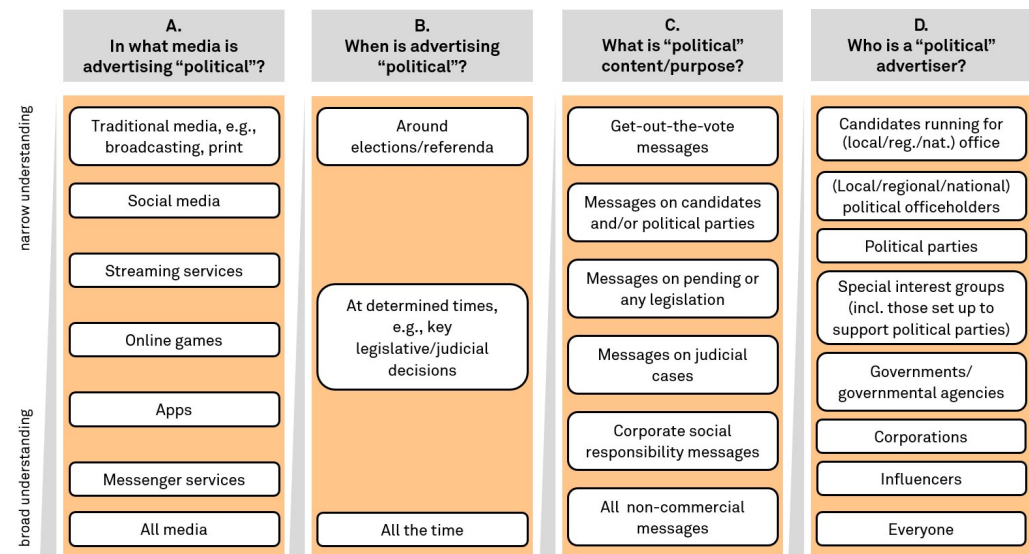 A.
In what media is
advertising “political”?
B.
When is advertising
“political”?
C.
What is “political”
content/purpose?
D.
Who is a “political”
advertiser?
narrow understanding
broad understanding
Traditional media, e.g.,
broadcasting, print
Social media
Streaming services
Online games
Apps
Messenger services
All media
Around
elections/referenda
At determined times,
e.g., key
legislative/judicial
decisions
All the time
Get-out-the-vote
messages
Messages on candidates
and/or political parties
Messages on pending or
any legislation
Messages on judicial
cases
Corporate social
responsibility messages
All non-commercial
messages
Candidates running for
(local/reg./nat.) office
(Local/regional/national)
political officeholders
Political parties
Special interest groups
(incl. those set up to
support political parties)
Governments/
governmental agencies
Corporations
Influencers
Everyone